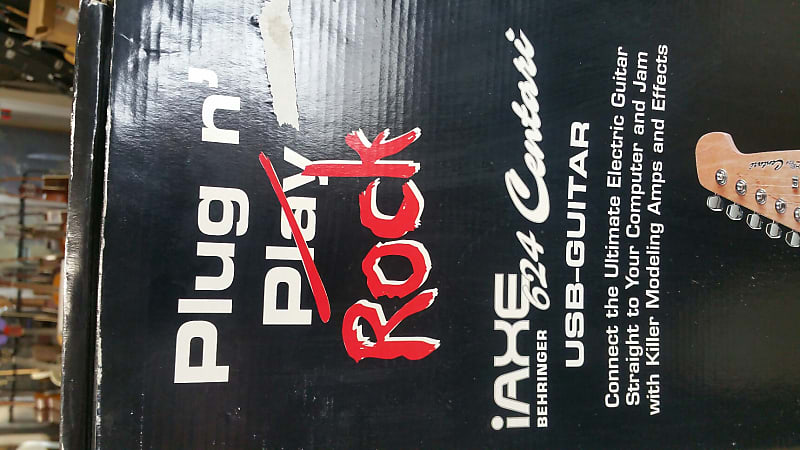 Plug n'
Play
Rock
iAXE 624 Centari
BEHRINGER
USB-GUITAR
Connect the Ultimate Electric Guitar
Straight to Your Computer and Jam
with Killer Modeling Amps and Effects
Centari